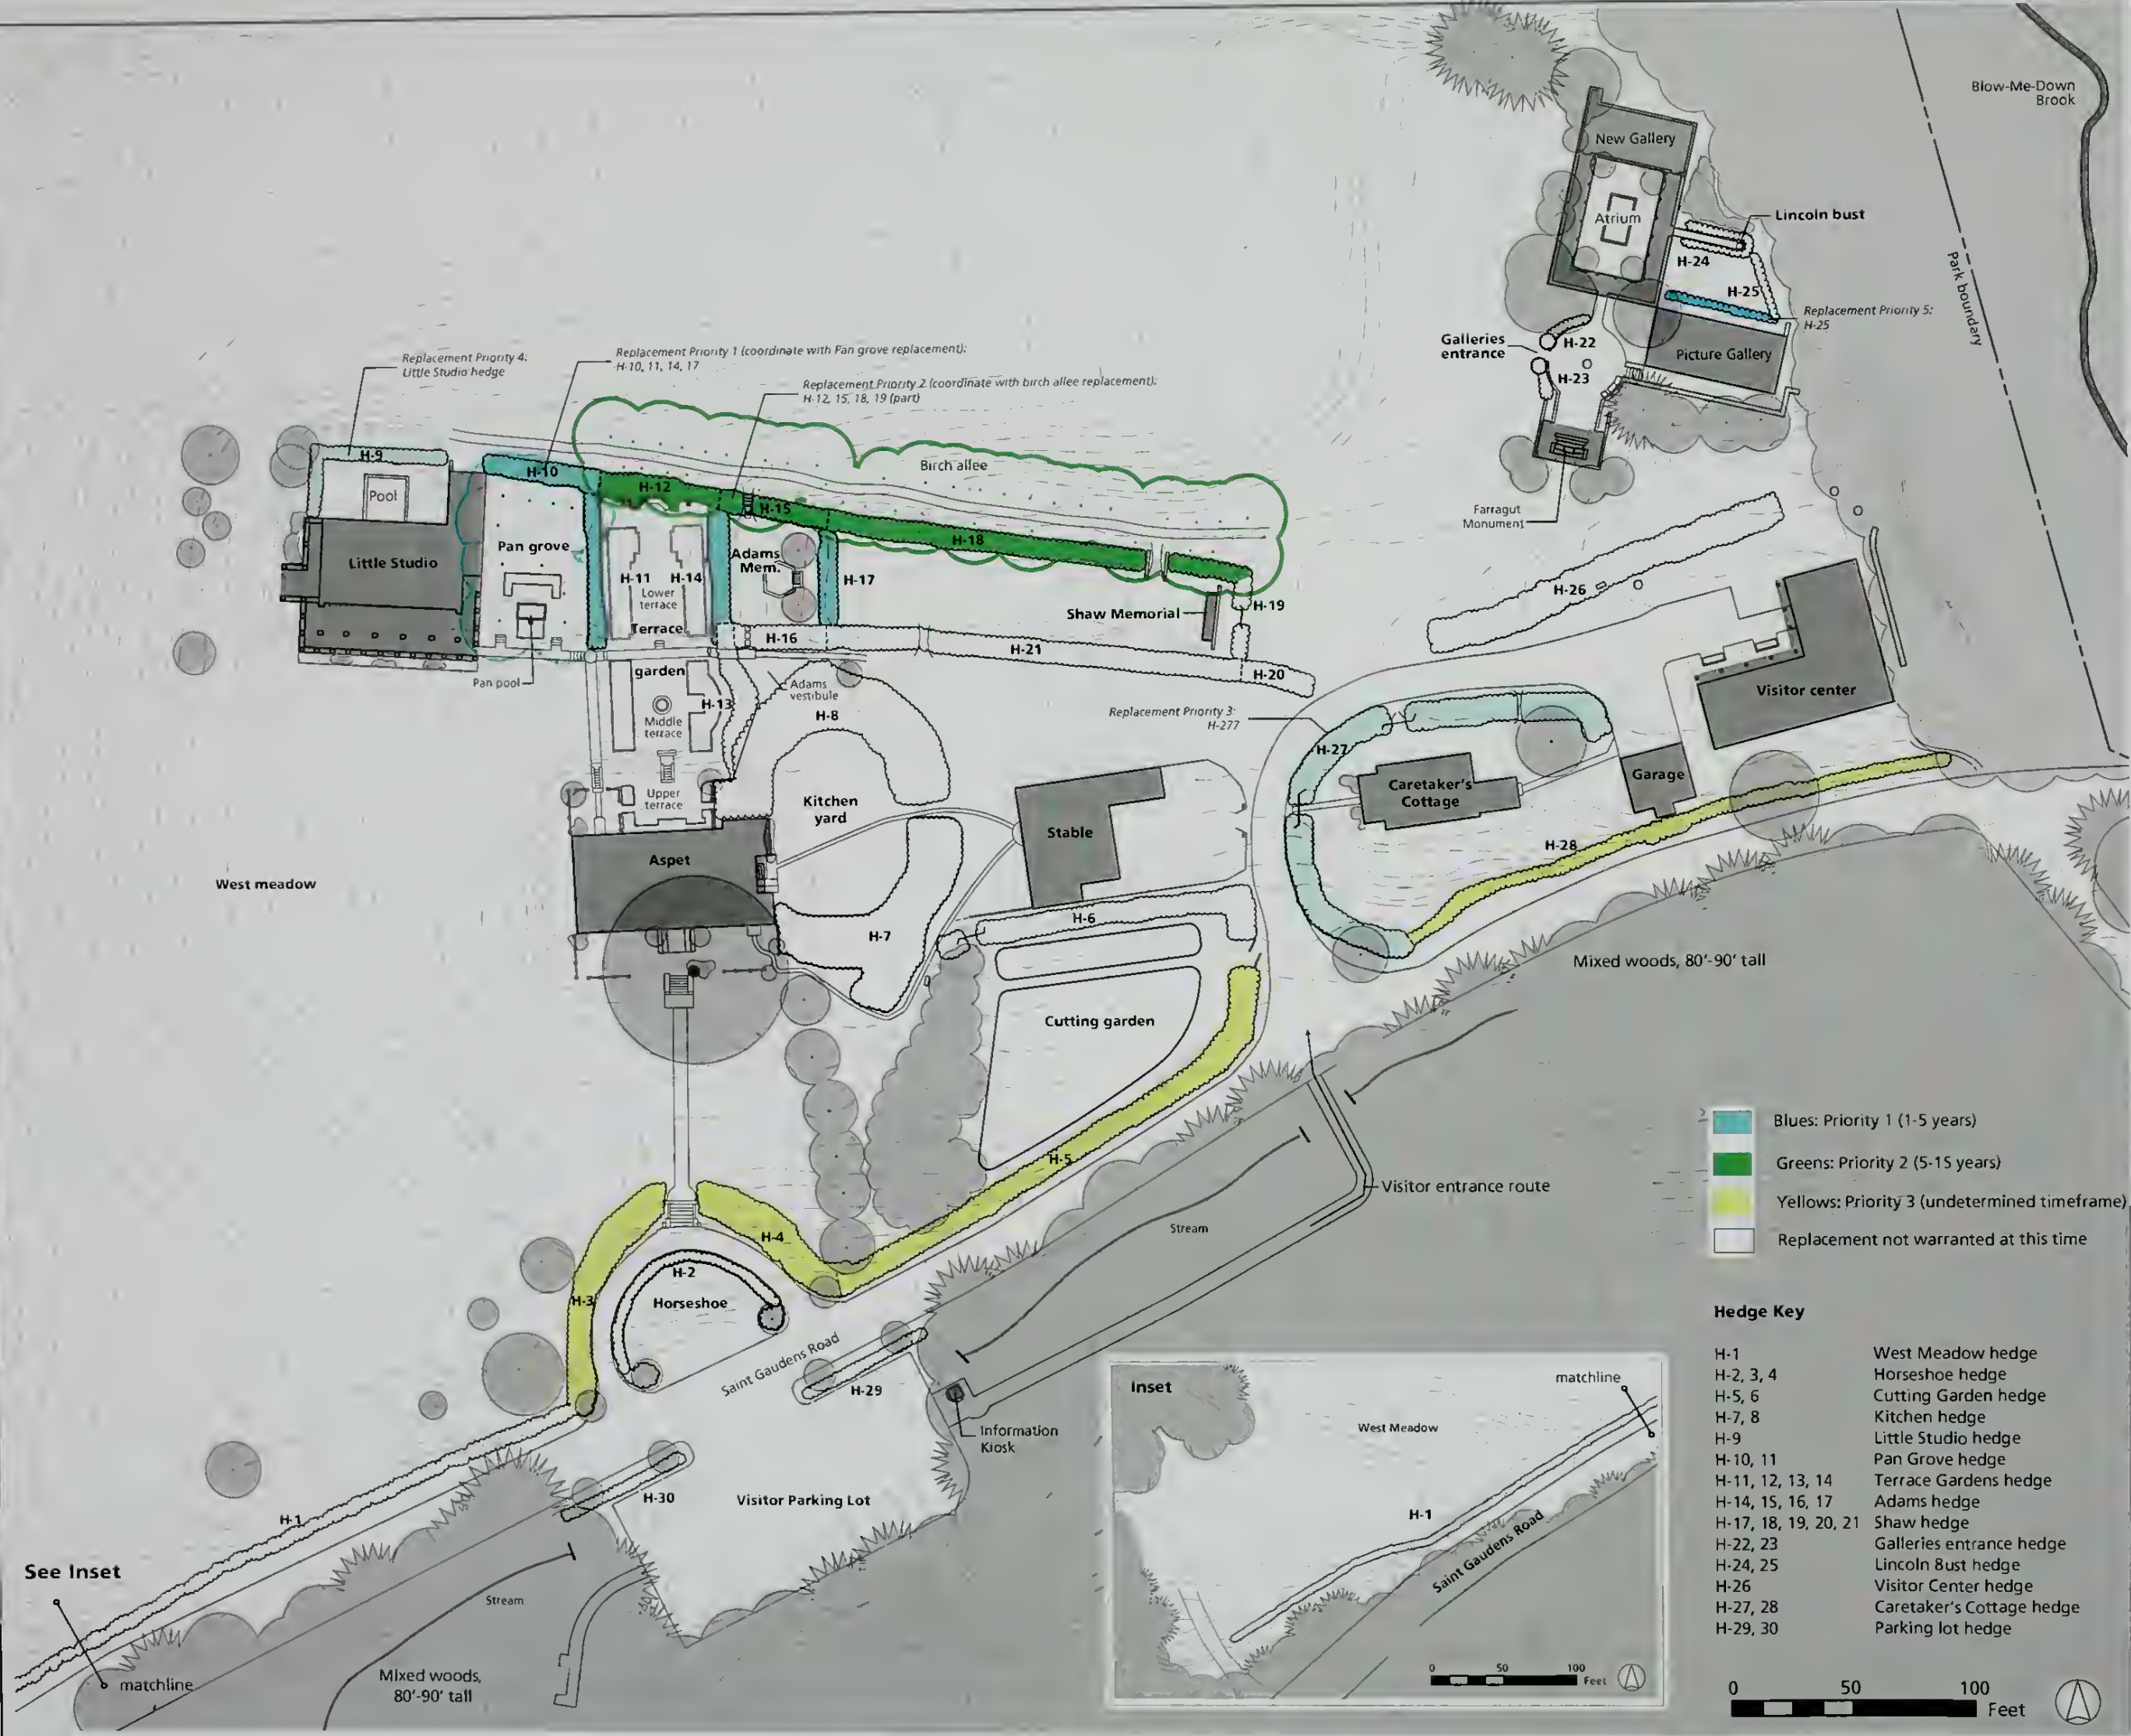 Blow-Me-Down
Brook
New Gallery
Atrium
Lincoln bust
H-24
H-25
Park boundary
Replacement Priority 5:
H-25
Galleries
entrance
H-22
H-23
Picture Gallery
Farragut
Monument
Replacement Priority 4:
Little Studio hedge
Replacement Priority 1 (coordinate with Pan grove replacement):
H-10, 11, 14, 17
Replacement Priority 2 (coordinate with birch allee replacement):
H-12, 15, 18, 19 (part)
H-9
Pool
H-10
H-12
Birch allee
H-15
H-18
Little Studio
Pan grove
Adams
Mem.
H-11
H-14
H-17
Lower
terrace
Terrace
H-16
Shaw Memorial
H-19
H-26
H-21
H-20
Pan pool
garden
H-13
Middle
terrace
Adams
vestibule
H-8
Replacement Priority 3:
H-277
H-27
Visitor center
Upper
terrace
Kitchen
yard
Stable
Caretaker's
Cottage
Garage
Aspet
H-28
West meadow
H-7
H-6
Mixed woods, 80'-90' tall
Cutting garden
H-5
Visitor entrance route
Stream
H-4
H-2
H-3
Horseshoe
Saint Gaudens Road
H-29
Information
Kiosk
H-30
Visitor Parking Lot
H-1
See Inset
matchline
Stream
Mixed woods,
80'-90' tall
Inset
matchline
West Meadow
H-1
Saint Gaudens Road
0 50 100
Feet
Blues: Priority 1 (1-5 years)
Greens: Priority 2 (5-15 years)
Yellows: Priority 3 (undetermined timeframe)
Replacement not warranted at this time
Hedge Key
H-1 West Meadow hedge
H-2, 3, 4 Horseshoe hedge
H-5, 6 Cutting Garden hedge
H-7, 8 Kitchen hedge
H-9 Little Studio hedge
H-10, 11 Pan Grove hedge
H-11, 12, 13, 14 Terrace Gardens hedge
H-14, 15, 16, 17 Adams hedge
H-17, 18, 19, 20, 21 Shaw hedge
H-22, 23 Galleries entrance hedge
H-24, 25 Lincoln Bust hedge
H-26 Visitor Center hedge
H-27, 28 Caretaker's Cottage hedge
H-29, 30 Parking lot hedge
0 50 100
Feet